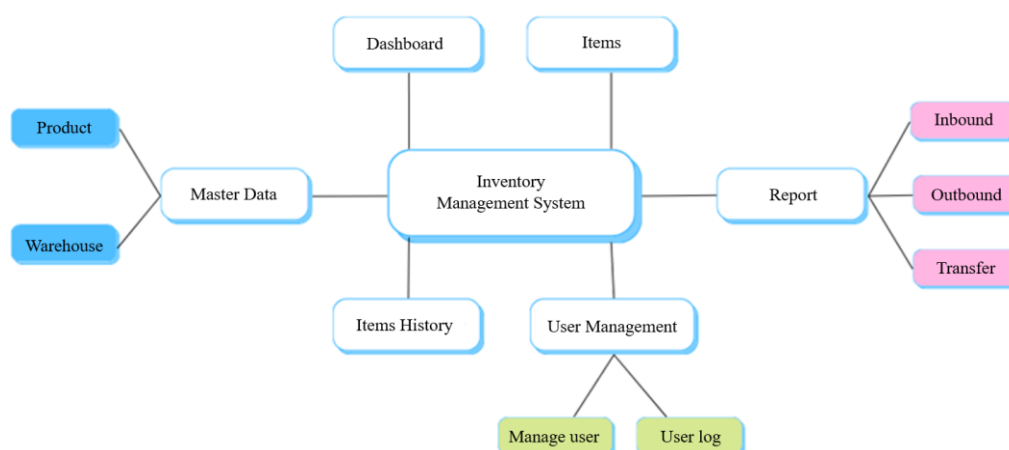 Dashboard
Items
Product
Inbound
Inventory
Management System
Master Data
Report
Outbound
Warehouse
Transfer
Items History
User Management
Manage user
User log